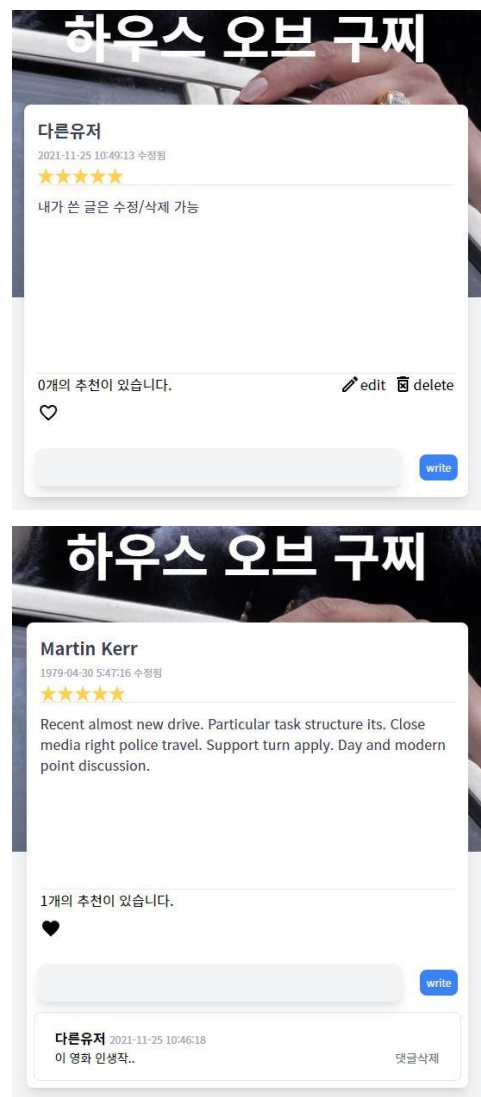 하우스 오브 구찌
다른유저
2021-11-25 10:49:13 수정됨
내가 쓴 글은 수정/삭제 가능
0개의 추천이 있습니다.
edit delete
write
하우스 오브 구찌
Martin Kerr
1979-04-30 5:47:16 수정됨
Recent almost new drive. Particular task structure its. Close
media right police travel. Support turn apply. Day and modern
point discussion.
1개의 추천이 있습니다.
write
다른유저 2021-11-25 10:46:18
이 영화 인생작..
댓글삭제